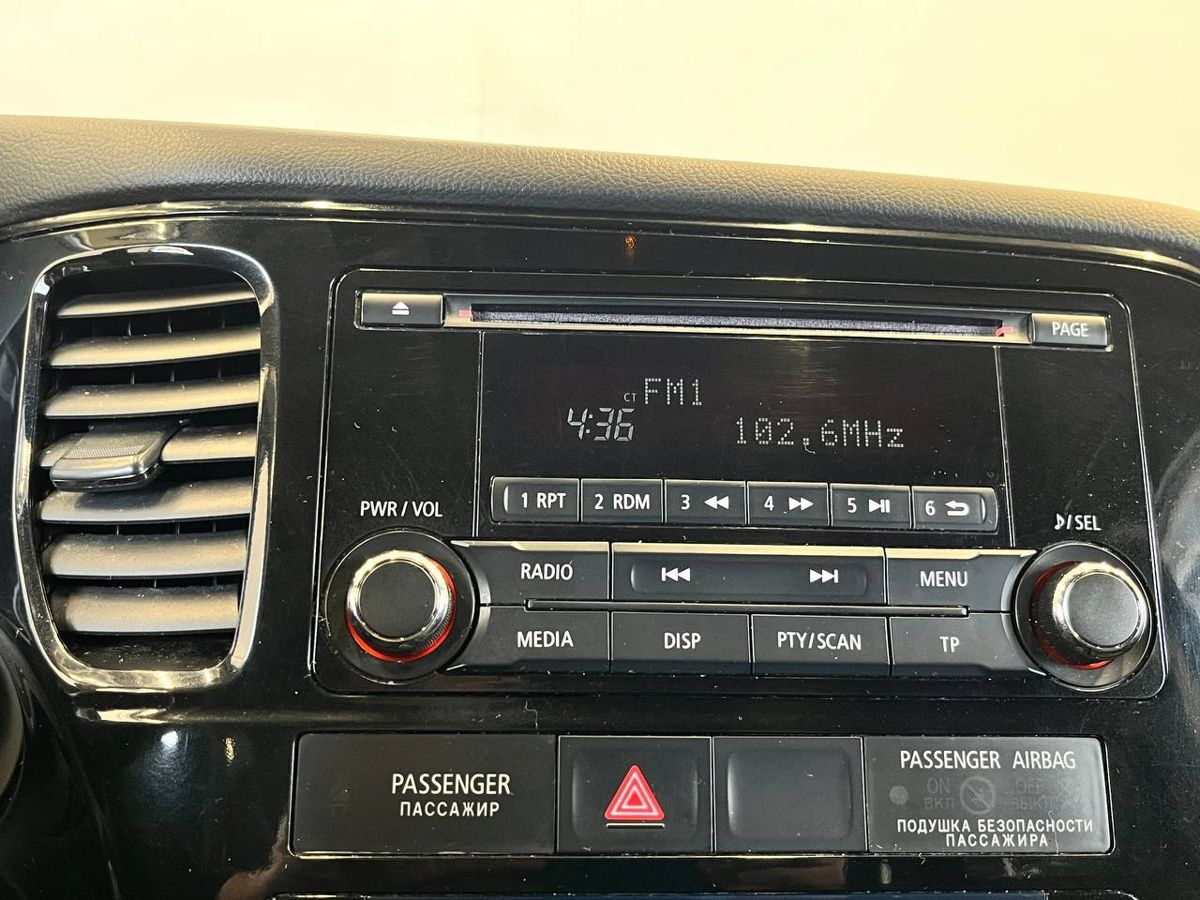 PAGE
CT FM1
4:36
102,6MHz
1 RPT
2 RDM
3
4
5
6
PWR / VOL
/SEL
RADIO
MENU
MEDIA
DISP
PTY/SCAN
TP
PASSENGER
ПАССАЖИР
PASSENGER AIRBAG
ON OFF
ВКЛ ВЫКЛ
ПОДУШКА БЕЗОПАСНОСТИ
ПАССАЖИРА